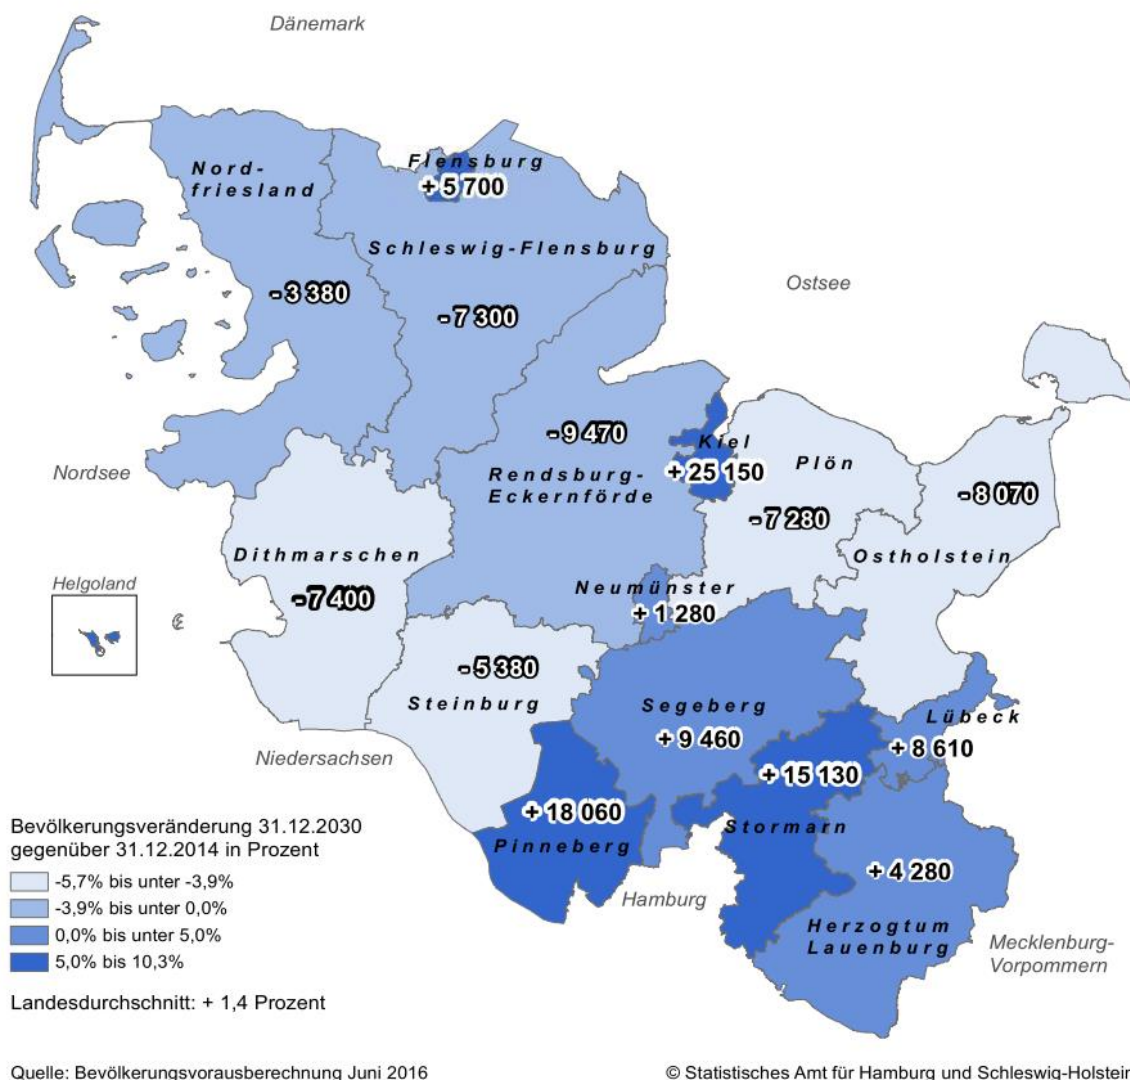 Dänemark
Flensburg
+ 5 700
Nord-
friesland
Schleswig-Flensburg
- 3 380
- 7 300
Ostsee
- 9 470
Kiel
+ 25 150
Rendsburg-
Eckernförde
Plön
- 7 280
- 8 070
Ostholstein
Nordsee
Dithmarschen
- 7 400
Helgoland
Neumünster
+ 1 280
- 5 380
Steinburg
Segeberg
+ 9 460
Lübeck
+ 8 610
Niedersachsen
+ 15 130
Stormarn
+ 18 060
Pinneberg
Hamburg
+ 4 280
Herzogtum
Lauenburg
Mecklenburg-
Vorpommern
Bevölkerungsveränderung 31.12.2030
gegenüber 31.12.2014 in Prozent
-5,7% bis unter -3,9%
-3,9% bis unter 0,0%
0,0% bis unter 5,0%
5,0% bis 10,3%
Landesdurchschnitt: + 1,4 Prozent
Quelle: Bevölkerungsvorausberechnung Juni 2016
© Statistisches Amt für Hamburg und Schleswig-Holstein